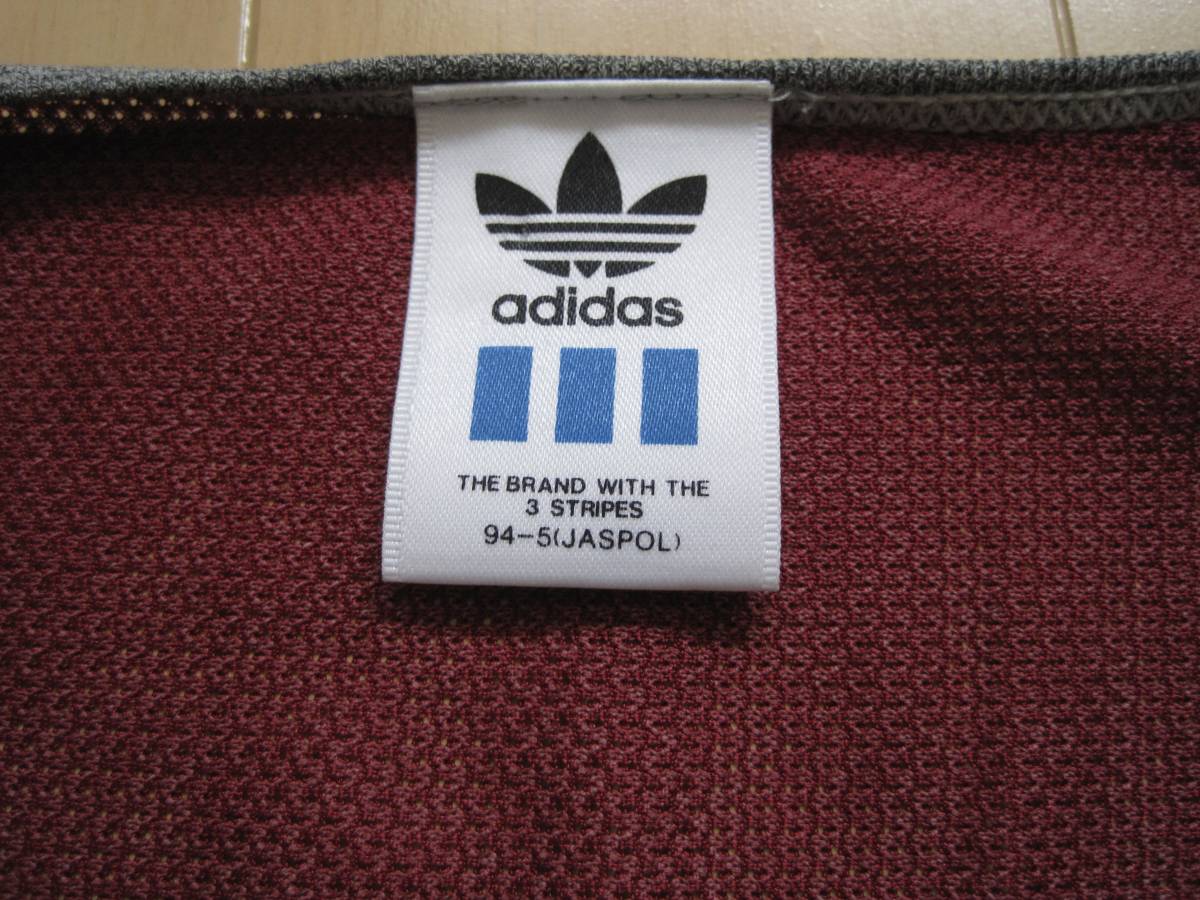 adidas
THE BRAND WITH THE
3 STRIPES
94-5(JASPOL)